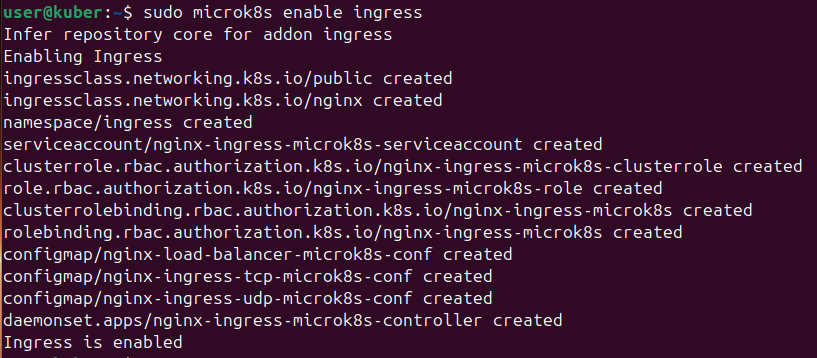 user@kuber:~$ sudo microk8s enable ingress
Infer repository core for addon ingress
Enabling Ingress
ingressclass.networking.k8s.io/public created
ingressclass.networking.k8s.io/nginx created
namespace/ingress created
serviceaccount/nginx-ingress-microk8s-serviceaccount created
clusterrole.rbac.authorization.k8s.io/nginx-ingress-microk8s-clusterrole created
role.rbac.authorization.k8s.io/nginx-ingress-microk8s-role created
clusterrolebinding.rbac.authorization.k8s.io/nginx-ingress-microk8s created
rolebinding.rbac.authorization.k8s.io/nginx-ingress-microk8s created
configmap/nginx-load-balancer-microk8s-conf created
configmap/nginx-ingress-tcp-microk8s-conf created
configmap/nginx-ingress-udp-microk8s-conf created
daemonset.apps/nginx-ingress-microk8s-controller created
Ingress is enabled